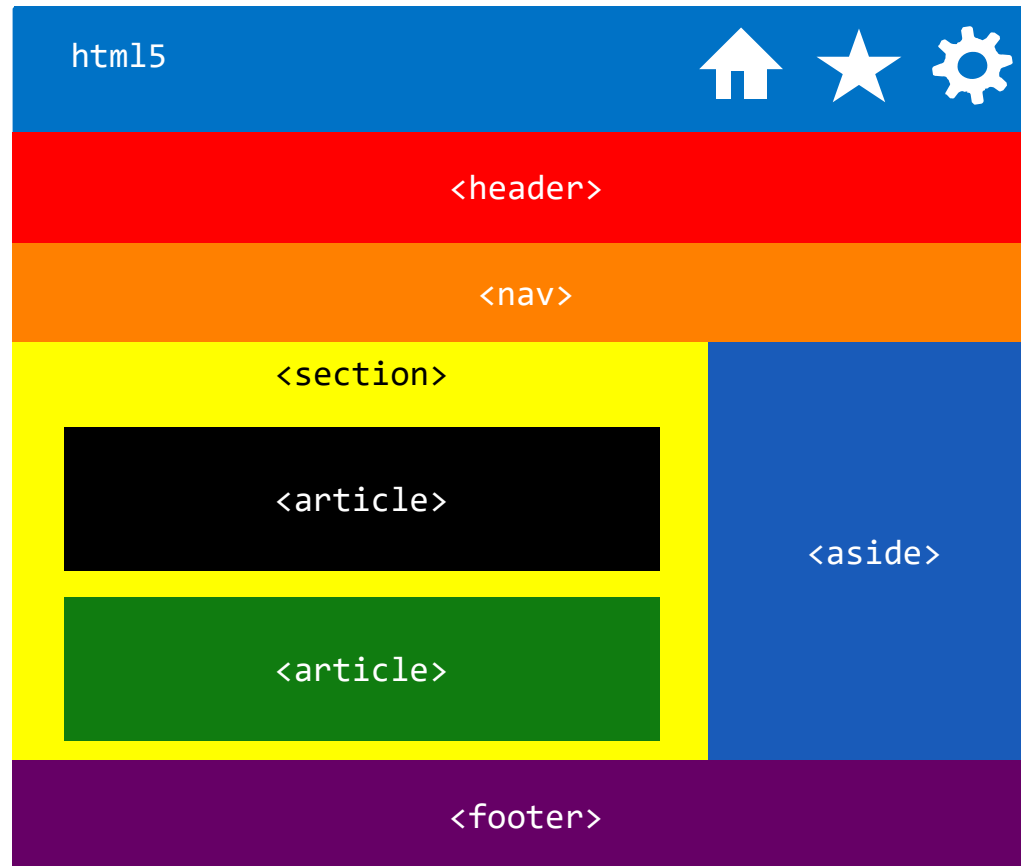 html5
<header>
<nav>
<section>
<article>
<aside>
<article>
<footer>